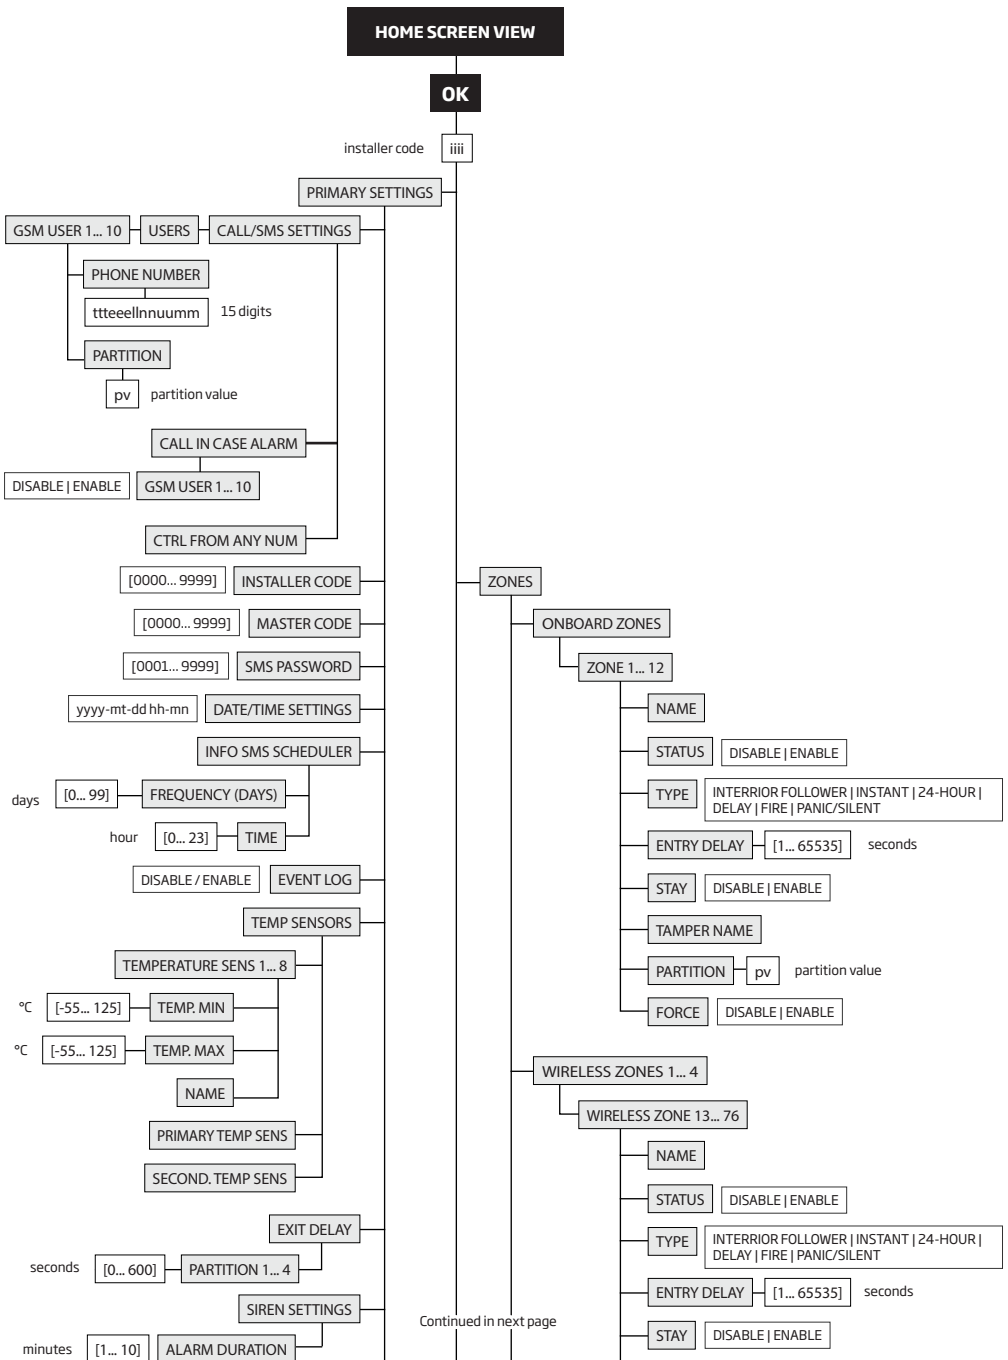 HOME SCREEN VIEW
OK
installer code iiii
PRIMARY SETTINGS
GSM USER 1... 10 USERS CALL/SMS SETTINGS
PHONE NUMBER
ttteeellnnuumm 15 digits
PARTITION
pv partition value
CALL IN CASE ALARM
DISABLE | ENABLE GSM USER 1... 10
CTRL FROM ANY NUM
[0000... 9999] INSTALLER CODE
[0000... 9999] MASTER CODE
[0001... 9999] SMS PASSWORD
yyyy-mt-dd hh-mn DATE/TIME SETTINGS
INFO SMS SCHEDULER
days [0... 99] FREQUENCY (DAYS)
hour [0... 23] TIME
DISABLE / ENABLE EVENT LOG
TEMP SENSORS
TEMPERATURE SENS 1... 8
°C [-55... 125] TEMP. MIN
°C [-55... 125] TEMP. MAX
NAME
PRIMARY TEMP SENS
SECOND. TEMP SENS
EXIT DELAY
seconds [0... 600] PARTITION 1... 4
SIREN SETTINGS
minutes [1... 10] ALARM DURATION
ZONES
ONBOARD ZONES
ZONE 1... 12
NAME
STATUS DISABLE | ENABLE
TYPE INTERRIOR FOLLOWER | INSTANT | 24-HOUR |
DELAY | FIRE | PANIC/SILENT
ENTRY DELAY [1... 65535] seconds
STAY DISABLE | ENABLE
TAMPER NAME
PARTITION pv partition value
FORCE DISABLE | ENABLE
WIRELESS ZONES 1... 4
WIRELESS ZONE 13... 76
NAME
STATUS DISABLE | ENABLE
TYPE INTERRIOR FOLLOWER | INSTANT | 24-HOUR |
DELAY | FIRE | PANIC/SILENT
ENTRY DELAY [1... 65535] seconds
STAY DISABLE | ENABLE
Continued in next page